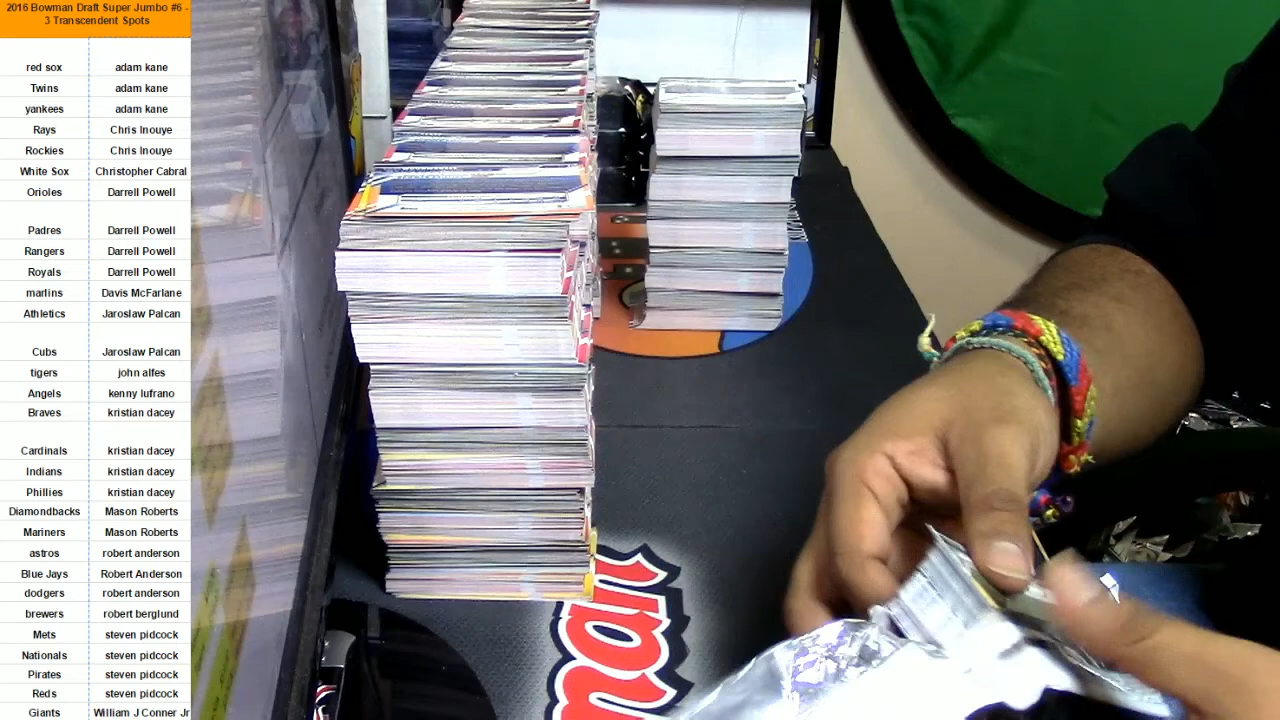 2016 Bowman Draft Super Jumbo #6 -
3 Transcendent Spots
red sox adam kane
Twins adam kane
yankees adam kane
Rays Chris Inouye
Rockies Chris Inouye
White Sox Christopher Cabral
Orioles Darrell Powell
Padres Darrell Powell
Rangers Darrell Powell
Royals Darrell Powell
marlins Davis McFarlane
Athletics Jaroslaw Palcan
Cubs Jaroslaw Palcan
tigers john alfes
Angels kenny lufrano
Braves kristian dacey
Cardinals kristian dacey
Indians kristian dacey
Phillies kristian dacey
Diamondbacks Mason Roberts
Mariners Mason Roberts
astros robert anderson
Blue Jays Robert Anderson
dodgers robert anderson
brewers robert berglund
Mets steven pidcock
Nationals steven pidcock
Pirates steven pidcock
Reds steven pidcock
Giants William J Conner Jr